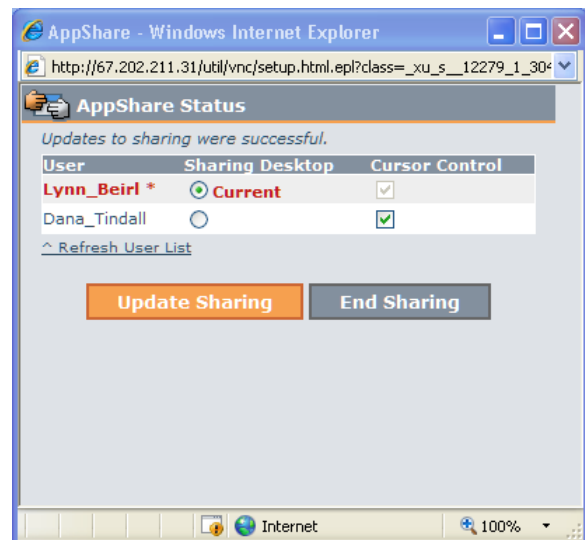 AppShare - Windows Internet Explorer
http://67.202.211.31/util/vnc/setup.html.epl?class=_xu_s__12279_1_304
AppShare Status
Updates to sharing were successful.
User Sharing Desktop Cursor Control
Lynn_Beirl * Current
Dana_Tindall
^ Refresh User List
Update Sharing End Sharing
Internet 100%